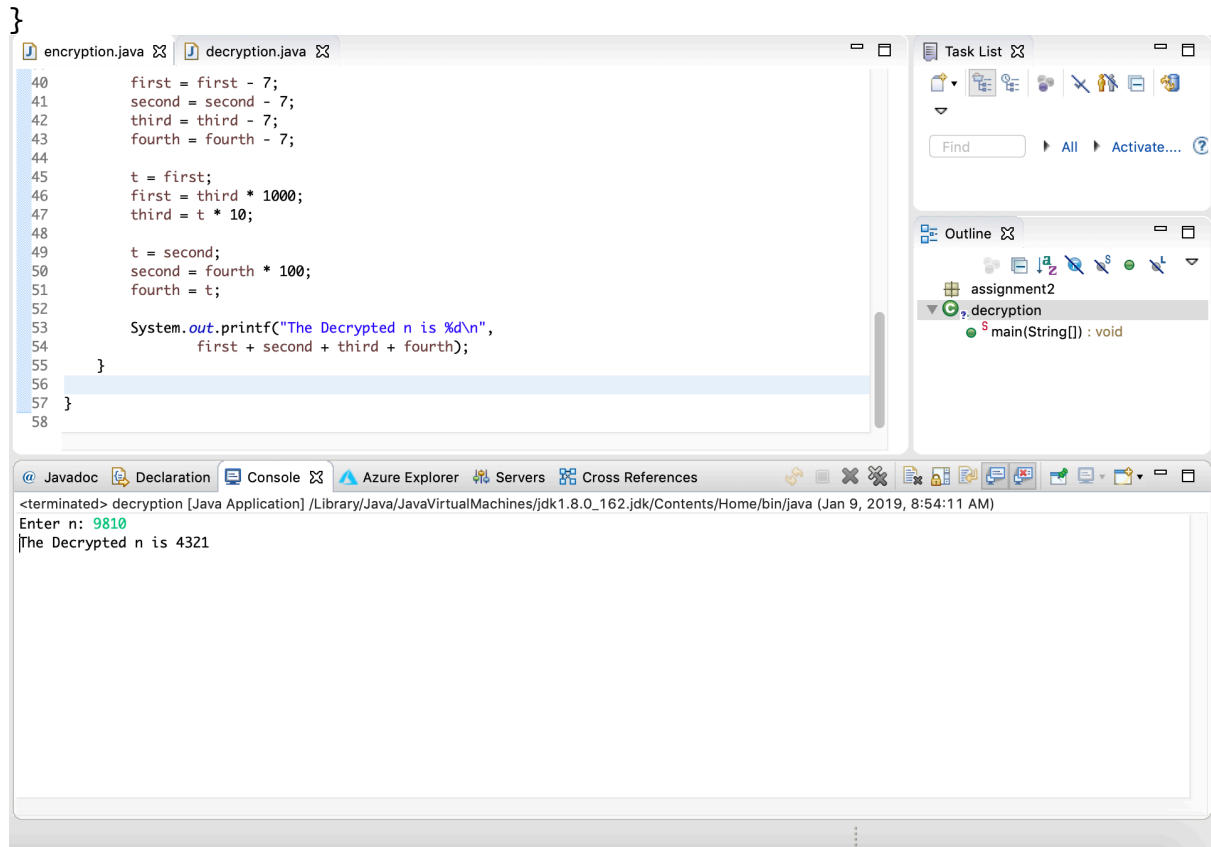 }
encryption.java decryption.java
40 first = first - 7;
41 second = second - 7;
42 third = third - 7;
43 fourth = fourth - 7;
44
45 t = first;
46 first = third * 1000;
47 third = t * 10;
48
49 t = second;
50 second = fourth * 100;
51 fourth = t;
52
53 System.out.printf("The Decrypted n is %d\n",
54 first + second + third + fourth);
55 }
56
57 }
58
Task List
Find All Activate.... ?
Outline
assignment2
decryption
S main(String[]) : void
@ Javadoc Declaration Console Azure Explorer Servers Cross References
<terminated> decryption [Java Application] /Library/Java/JavaVirtualMachines/jdk1.8.0_162.jdk/Contents/Home/bin/java (Jan 9, 2019, 8:54:11 AM)
Enter n: 9810
The Decrypted n is 4321